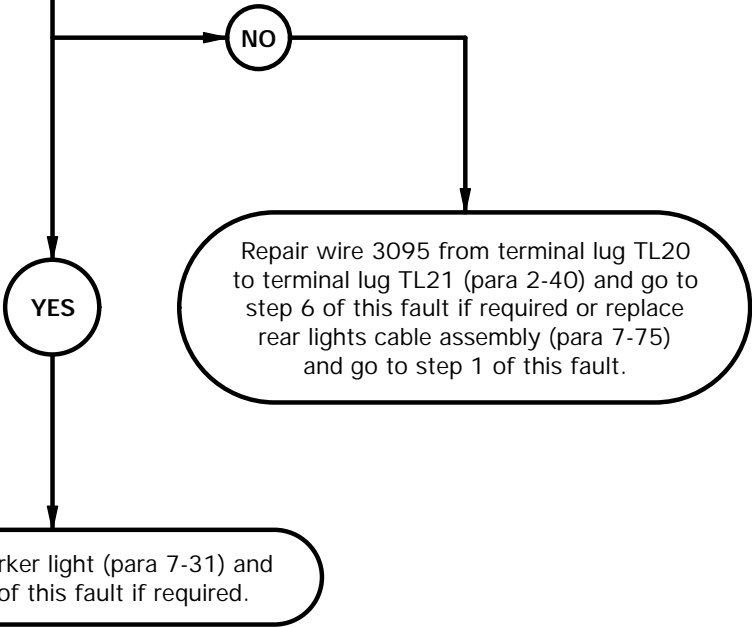 NO
Repair wire 3095 from terminal lug TL20
to terminal lug TL21 (para 2-40) and go to
step 6 of this fault if required or replace
rear lights cable assembly (para 7-75)
and go to step 1 of this fault.
YES
rker light (para 7-31) and
of this fault if required.